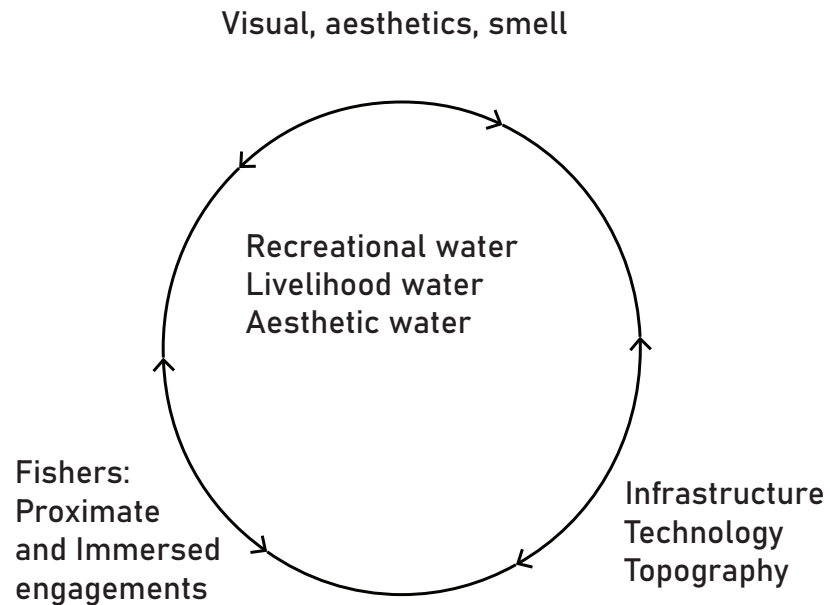 Visual, aesthetics, smell
Recreational water
Livelihood water
Aesthetic water
Fishers:
Proximate
and Immersed
engagements
Infrastructure
Technology
Topography